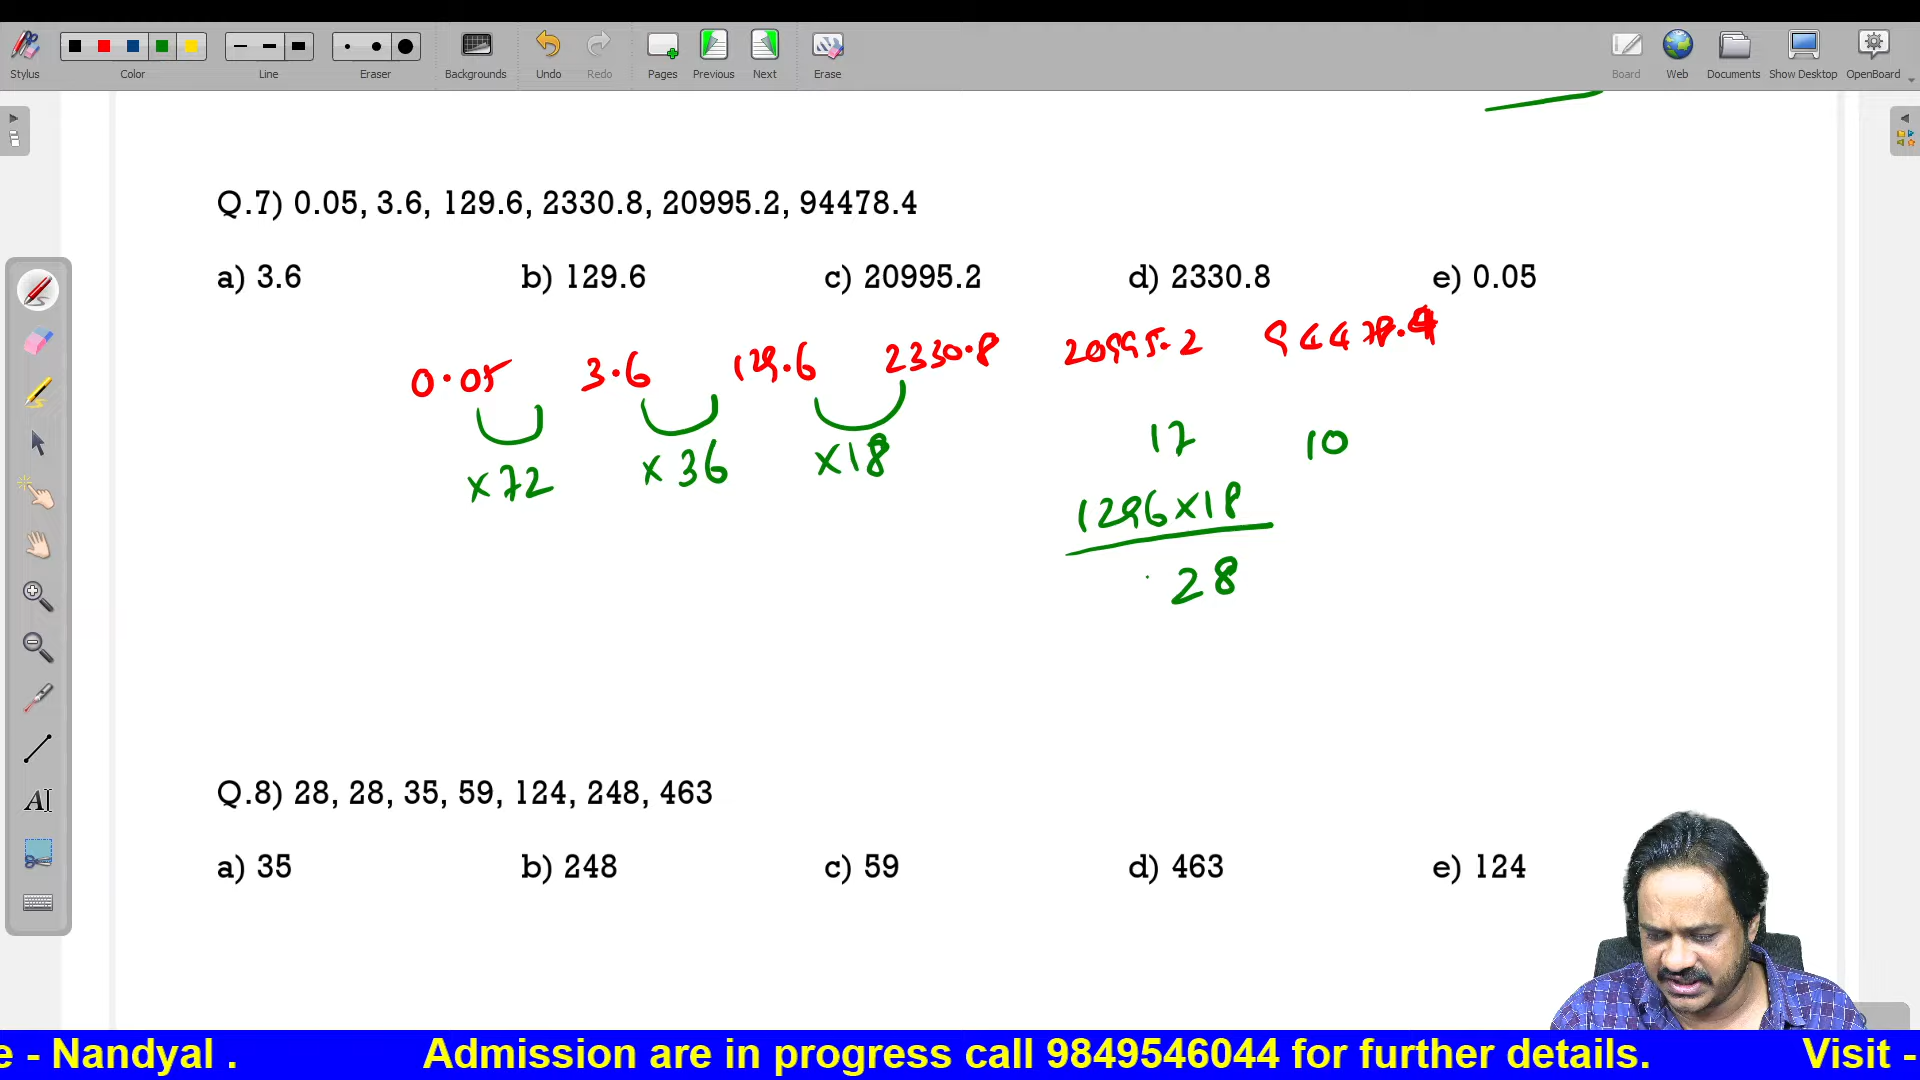 Stylus Color Line Eraser Backgrounds Undo Redo Pages Previous Next Erase Board Web Documents Show Desktop OpenBoard
Q.7) 0.05, 3.6, 129.6, 2330.8, 20995.2, 94478.4
a) 3.6 b) 129.6 c) 20995.2 d) 2330.8 e) 0.05
0.05 3.6 129.6 2330.8 20995.2 94478.4
×72 ×36 ×18
17 10
1296×18
28
Q.8) 28, 28, 35, 59, 124, 248, 463
a) 35 b) 248 c) 59 d) 463 e) 124
AI
e - Nandyal . Admission are in progress call 9849546044 for further details. Visit -